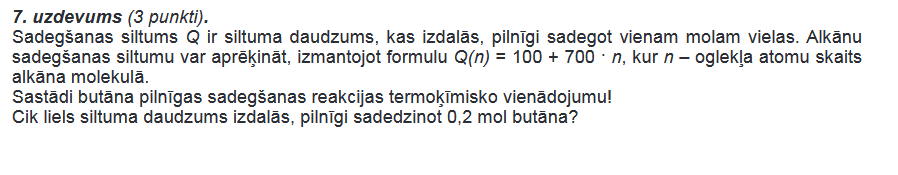 7. uzdevums (3 punkti).
Sadegšanas siltums Q ir siltuma daudzums, kas izdalās, pilnīgi sadegot vienam molam vielas. Alkānu
sadegšanas siltumu var aprēķināt, izmantojot formulu Q(n) = 100 + 700 · n, kur n – oglekļa atomu skaits
alkāna molekulā.
Sastādi butāna pilnīgas sadegšanas reakcijas termoķīmisko vienādojumu!
Cik liels siltuma daudzums izdalās, pilnīgi sadedzinot 0,2 mol butāna?